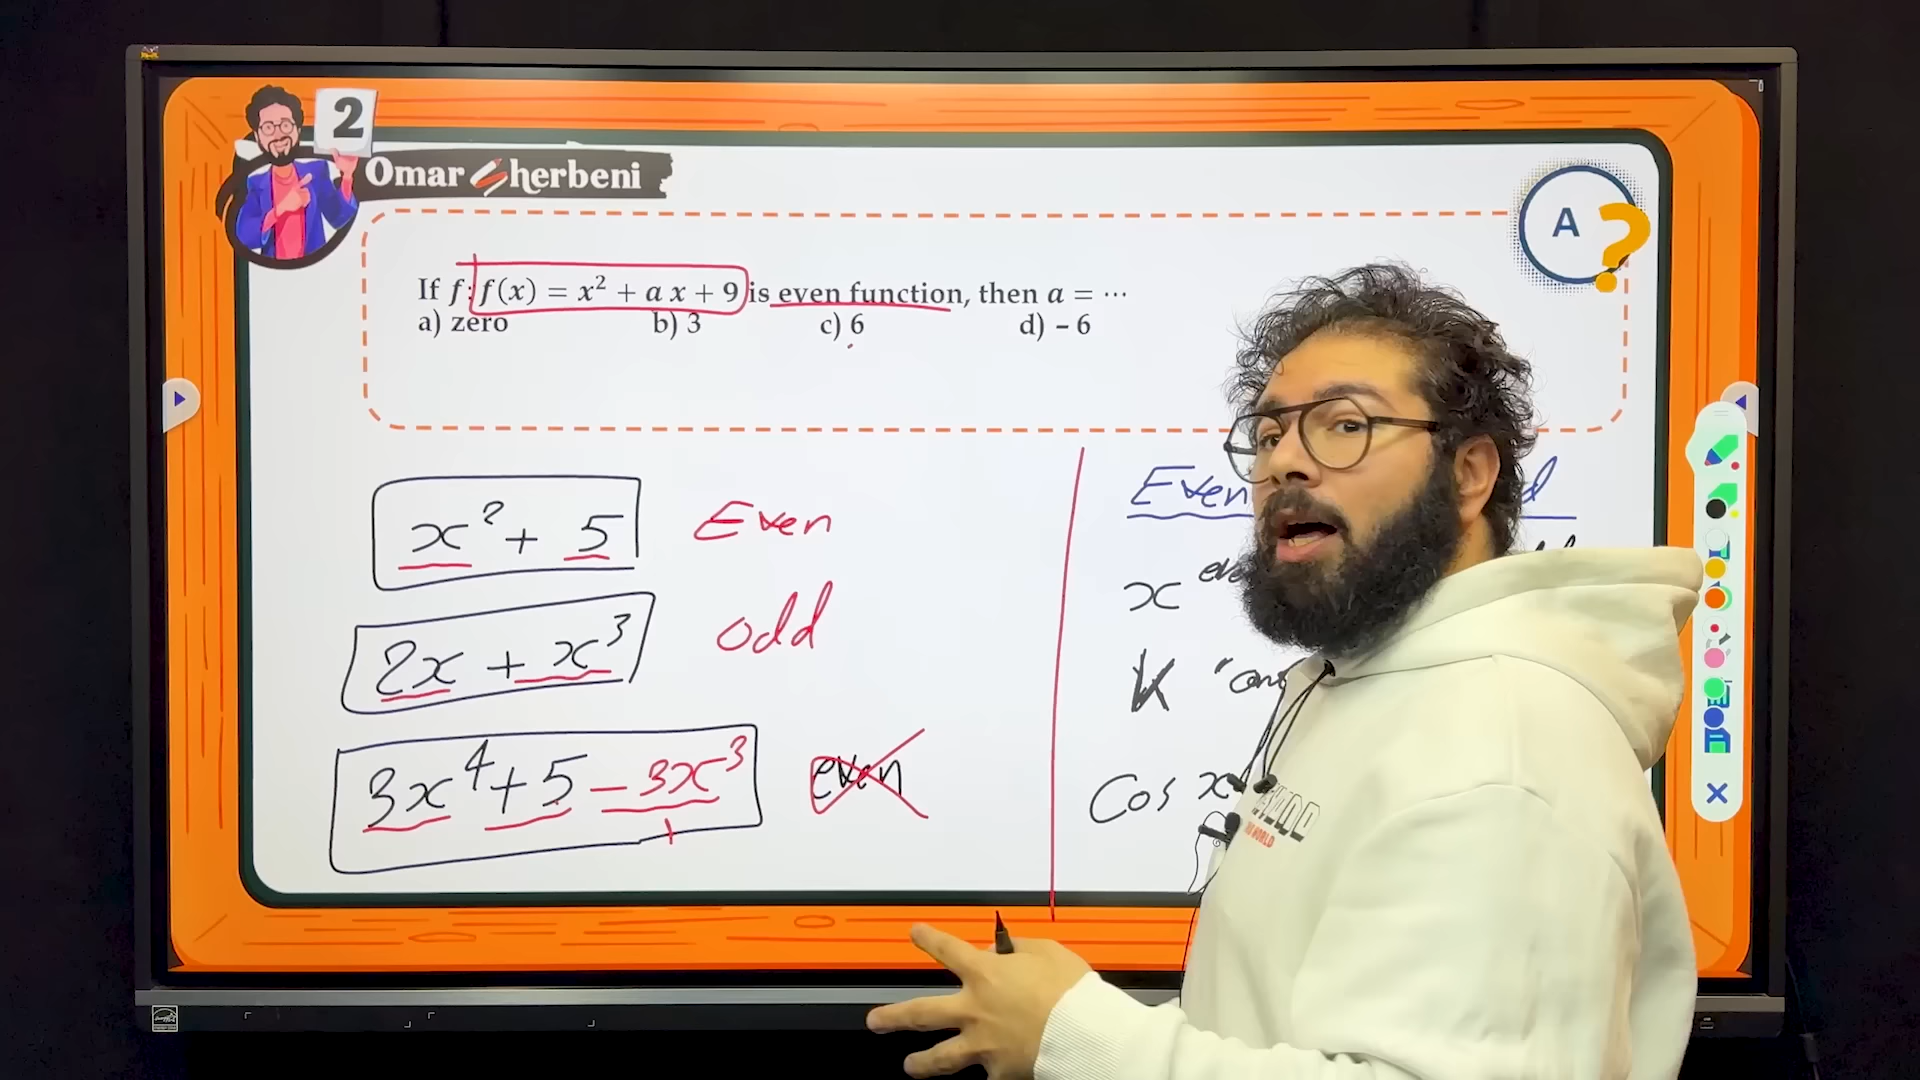 2
Omar Sherbeni
A ?
If f: f(x) = x² + a x + 9 is even function, then a = ⋯
a) zero b) 3 c) 6 d) – 6
x² + 5 Even
2x + x³ odd
3x⁴ + 5 – 3x³ even
Even
x
K
Cos x
WORLD